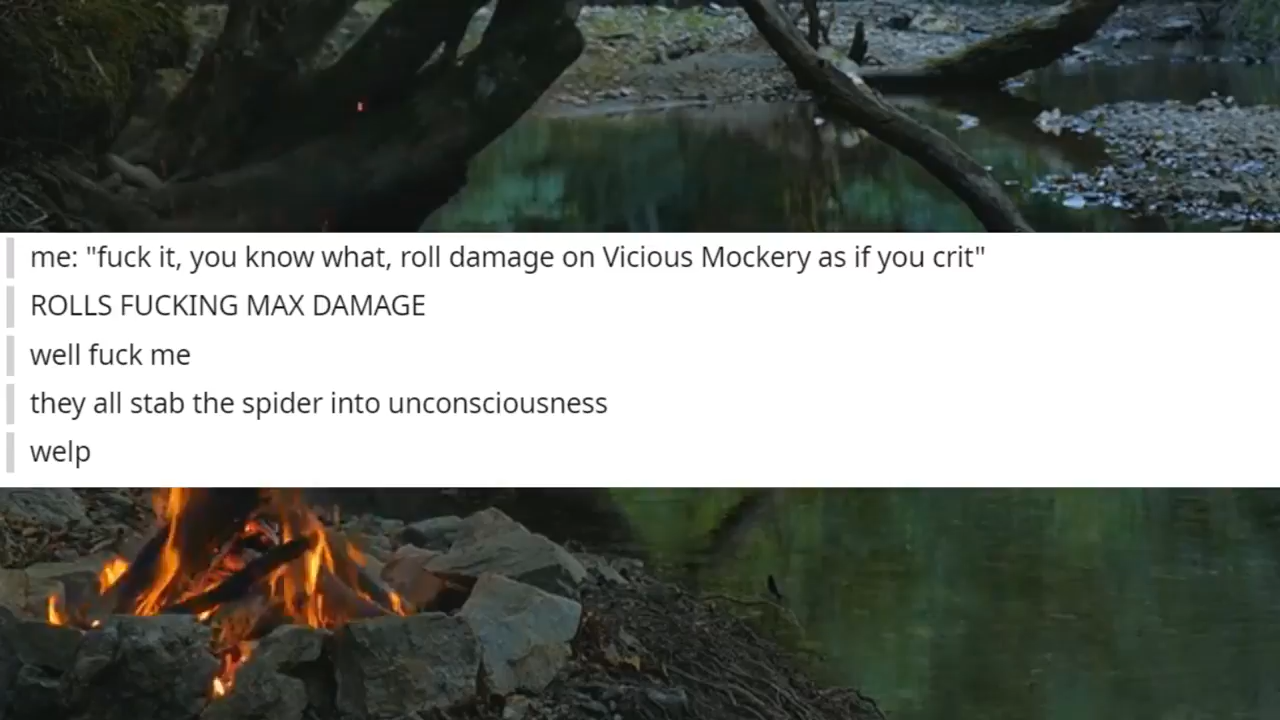 me: "fuck it, you know what, roll damage on Vicious Mockery as if you crit"
ROLLS FUCKING MAX DAMAGE
well fuck me
they all stab the spider into unconsciousness
welp